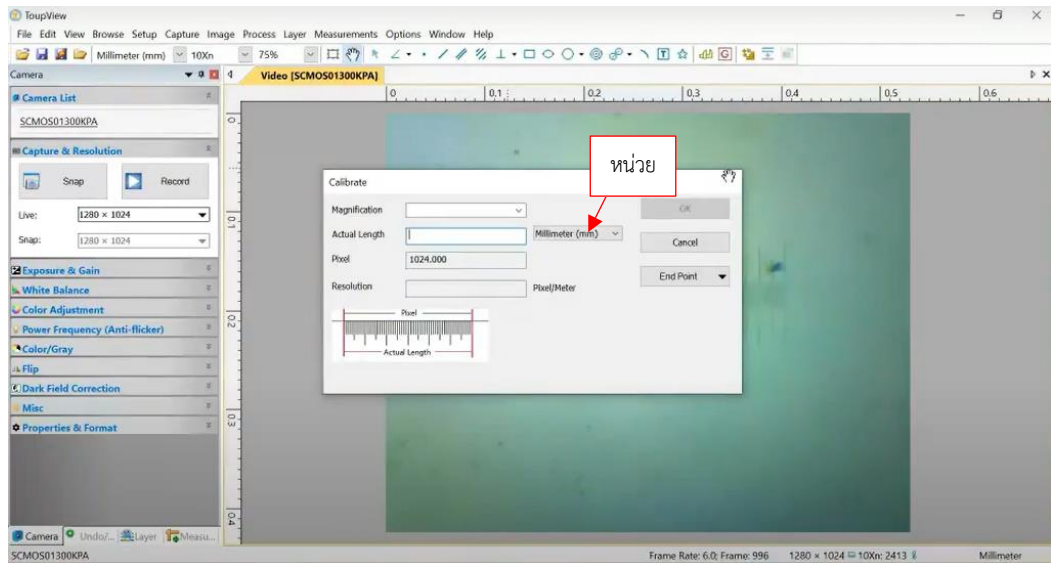 ToupView
File Edit View Browse Setup Capture Image Process Layer Measurements Options Window Help
Millimeter (mm) 10Xn 75%
Camera
Video [SCMOS01300KPA]
Camera List
SCMOS01300KPA
Capture & Resolution
Snap Record
Live: 1280 × 1024
Snap: 1280 × 1024
Exposure & Gain
White Balance
Color Adjustment
Power Frequency (Anti-flicker)
Color/Gray
Flip
Dark Field Correction
Misc
Properties & Format
Camera Undo/... Layer Measu...
0 0.1 0.2 0.3 0.4 0.5 0.6
0
0.1
0.2
0.3
0.4
หน่วย
Calibrate
Magnification
OK
Actual Length Millimeter (mm)
Cancel
Pixel 1024.000
End Point
Resolution Pixel/Meter
Pixel
Actual Length
SCMOS01300KPA
Frame Rate: 6.0; Frame: 996 1280 × 1024 10Xn: 2413 Millimeter